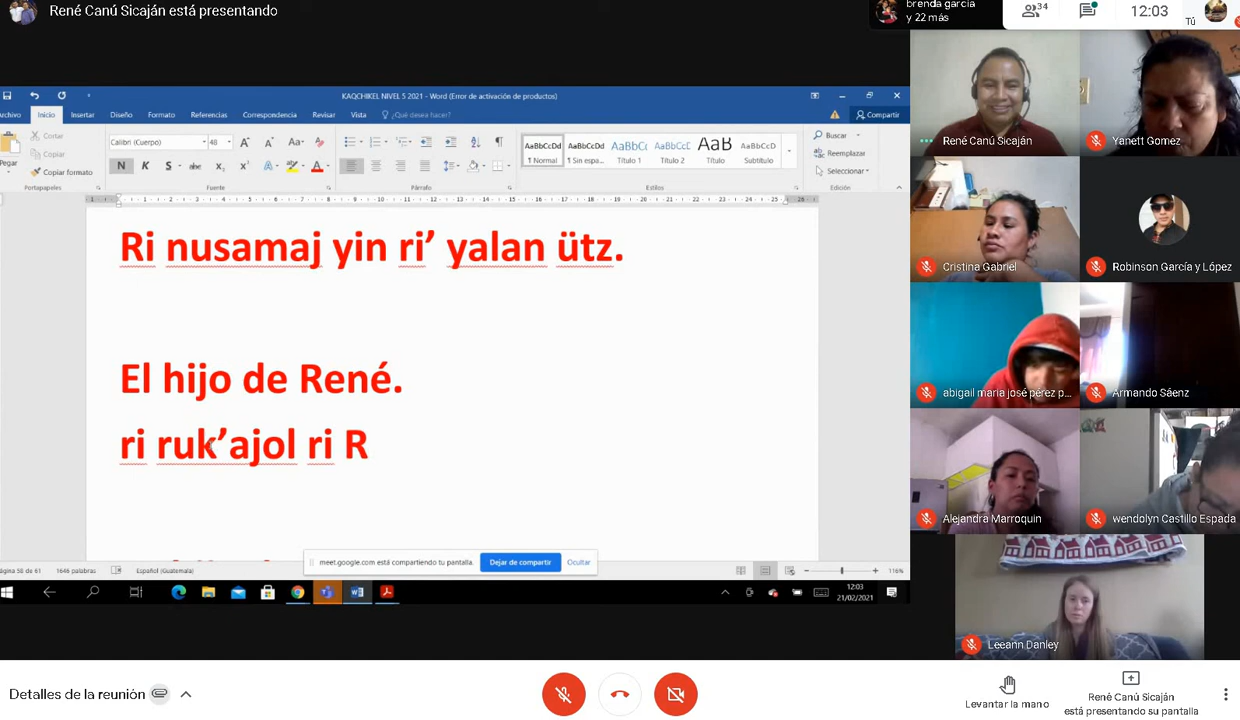 René Canú Sicaján está presentando
brenda garcía
y 22 más
34
12:03
Tú
KAQCHIKEL NIVEL 5 2021 - Word (Error de activación de productos)
Inicio Insertar Diseño Formato Referencias Correspondencia Revisar Vista ¿Qué desea hacer? Compartir
Pegar
Cortar
Copiar
Copiar formato
Portapapeles
Calibri (Cuerpo) 48
N K S abc
Fuente
Párrafo
AaBbCcDd
¶ Normal
AaBbCcDd
¶ Sin espa...
AaBbCc
Título 1
AaBbCcC
Título 2
AaB
Título
AaBbCcD
Subtítulo
Estilos
Buscar
Reemplazar
Seleccionar
Edición
Ri nusamaj yin ri’ yalan ütz.
El hijo de René.
ri ruk’ajol ri R
meet.google.com está compartiendo tu pantalla.
Dejar de compartir
Ocultar
1646 palabras
Español (Guatemala)
116%
12:03
21/02/2021
René Canú Sicaján
Yanett Gomez
Cristina Gabriel
Robinson García y López
abigail maria josé pérez p...
Armando Sáenz
Alejandra Marroquin
wendolyn Castillo Espada
Leeann Danley
Detalles de la reunión
Levantar la mano
René Canú Sicaján
está presentando su pantalla